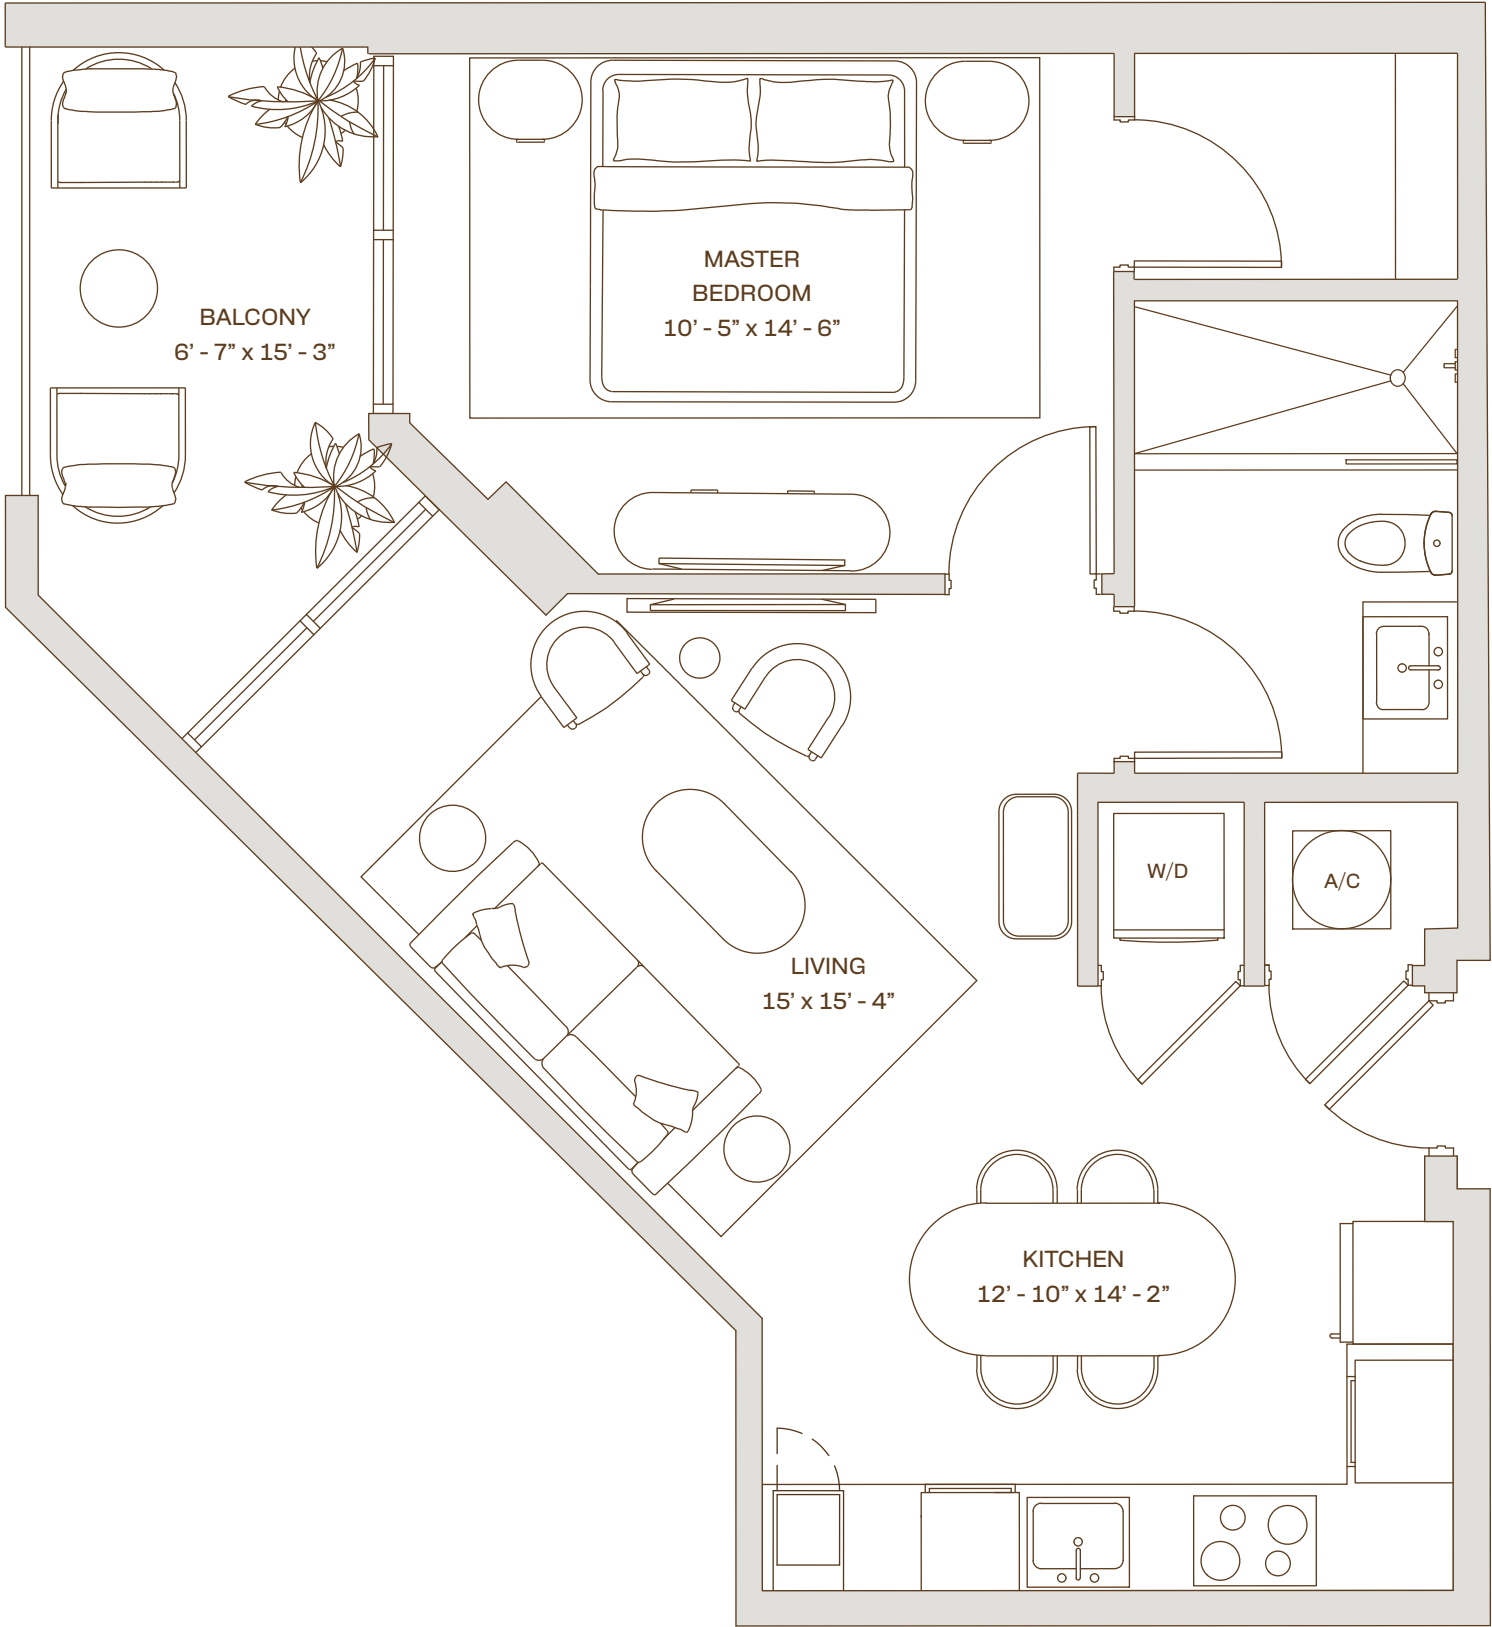 MASTER
BEDROOM
10’ - 5” x 14’ - 6”
BALCONY
6’ - 7” x 15’ - 3”
W/D
A/C
LIVING
15’ x 15’ - 4”
KITCHEN
12’ - 10” x 14’ - 2”